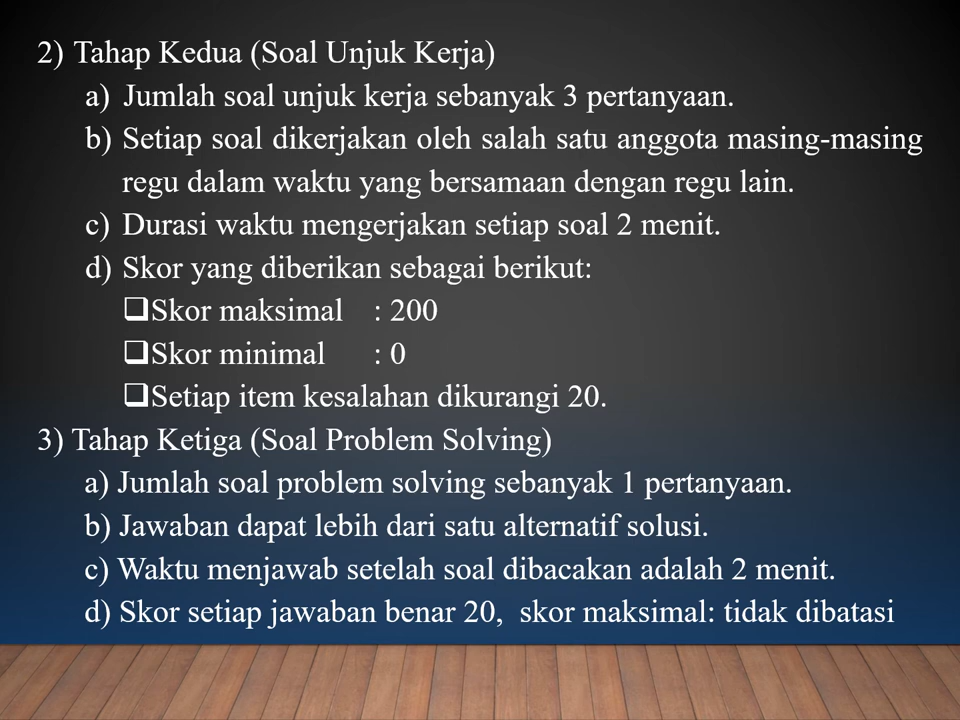 2) Tahap Kedua (Soal Unjuk Kerja)
a) Jumlah soal unjuk kerja sebanyak 3 pertanyaan.
b) Setiap soal dikerjakan oleh salah satu anggota masing-masing
regu dalam waktu yang bersamaan dengan regu lain.
c) Durasi waktu mengerjakan setiap soal 2 menit.
d) Skor yang diberikan sebagai berikut:
❑Skor maksimal : 200
❑Skor minimal : 0
❑Setiap item kesalahan dikurangi 20.
3) Tahap Ketiga (Soal Problem Solving)
a) Jumlah soal problem solving sebanyak 1 pertanyaan.
b) Jawaban dapat lebih dari satu alternatif solusi.
c) Waktu menjawab setelah soal dibacakan adalah 2 menit.
d) Skor setiap jawaban benar 20, skor maksimal: tidak dibatasi